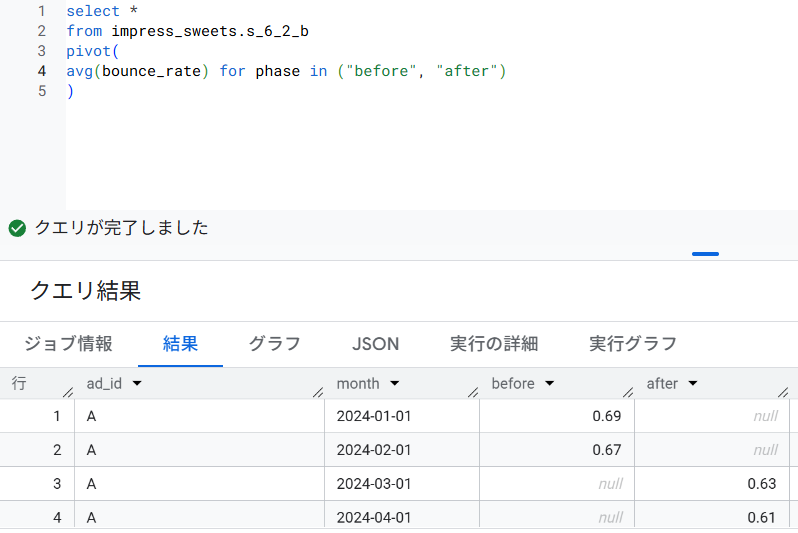 1 select *
2 from impress_sweets.s_6_2_b
3 pivot(
4 avg(bounce_rate) for phase in ("before", "after")
5 )
クエリが完了しました
クエリ結果
ジョブ情報 結果 グラフ JSON 実行の詳細 実行グラフ
行 ad_id month before after
1 A 2024-01-01 0.69 null
2 A 2024-02-01 0.67 null
3 A 2024-03-01 null 0.63
4 A 2024-04-01 null 0.61